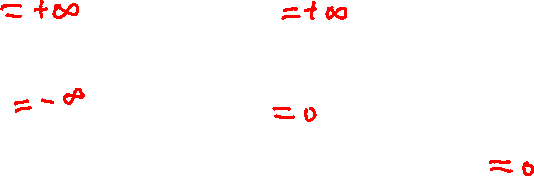 =+∞ =+∞
=-∞ =0
=0